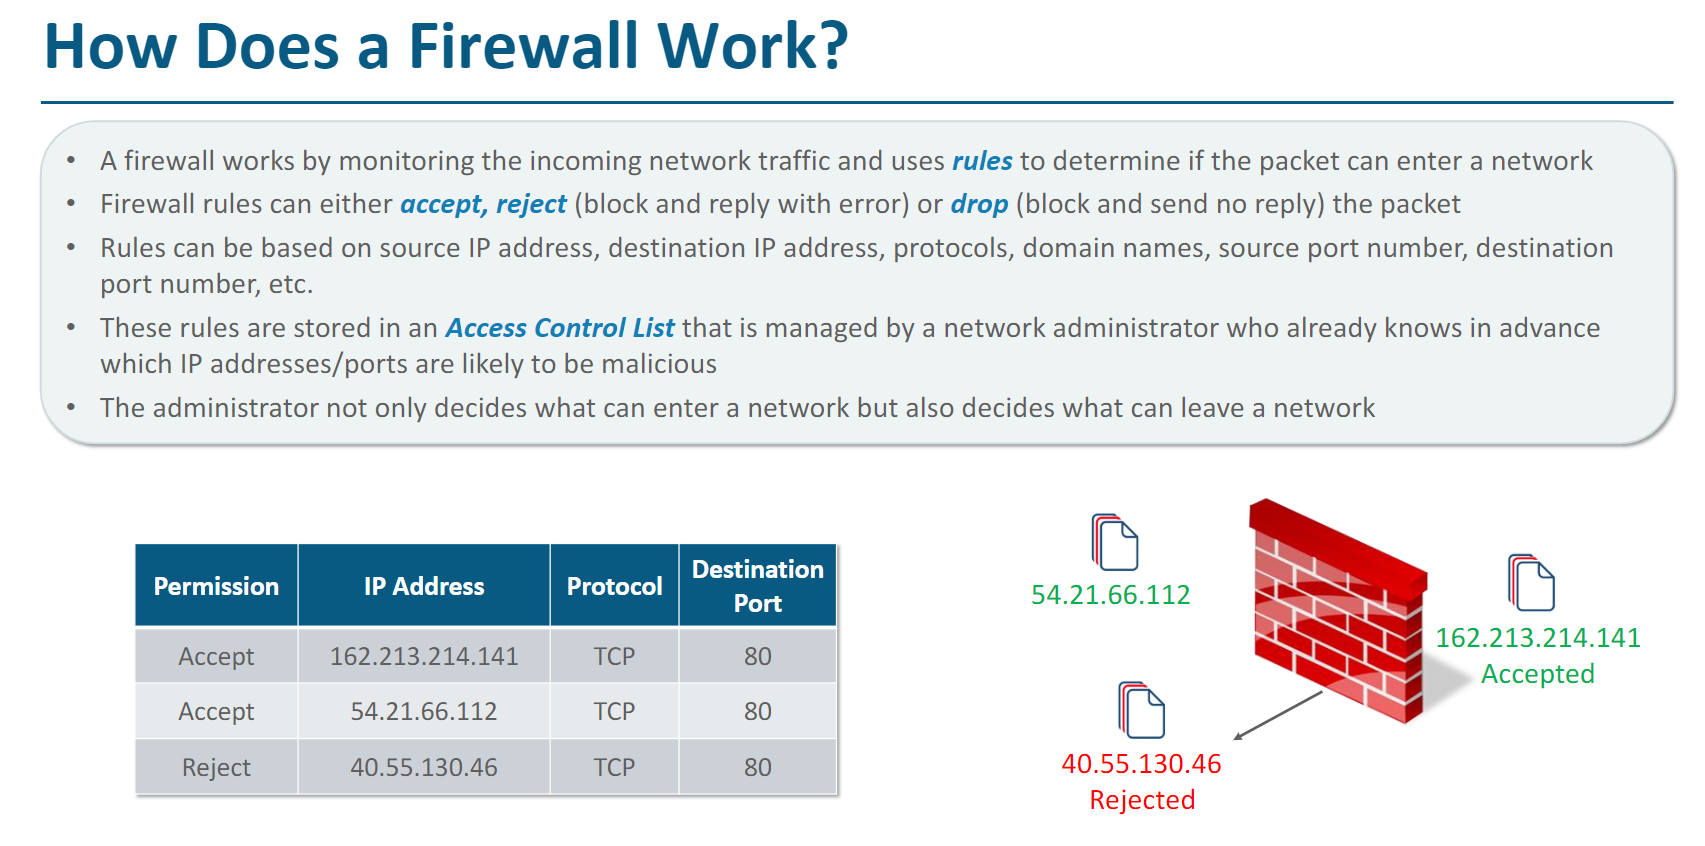 How Does a Firewall Work?
• A firewall works by monitoring the incoming network traffic and uses rules to determine if the packet can enter a network
• Firewall rules can either accept, reject (block and reply with error) or drop (block and send no reply) the packet
• Rules can be based on source IP address, destination IP address, protocols, domain names, source port number, destination
port number, etc.
• These rules are stored in an Access Control List that is managed by a network administrator who already knows in advance
which IP addresses/ports are likely to be malicious
• The administrator not only decides what can enter a network but also decides what can leave a network
Permission IP Address Protocol Destination
Port
Accept 162.213.214.141 TCP 80
Accept 54.21.66.112 TCP 80
Reject 40.55.130.46 TCP 80
54.21.66.112
162.213.214.141
Accepted
40.55.130.46
Rejected